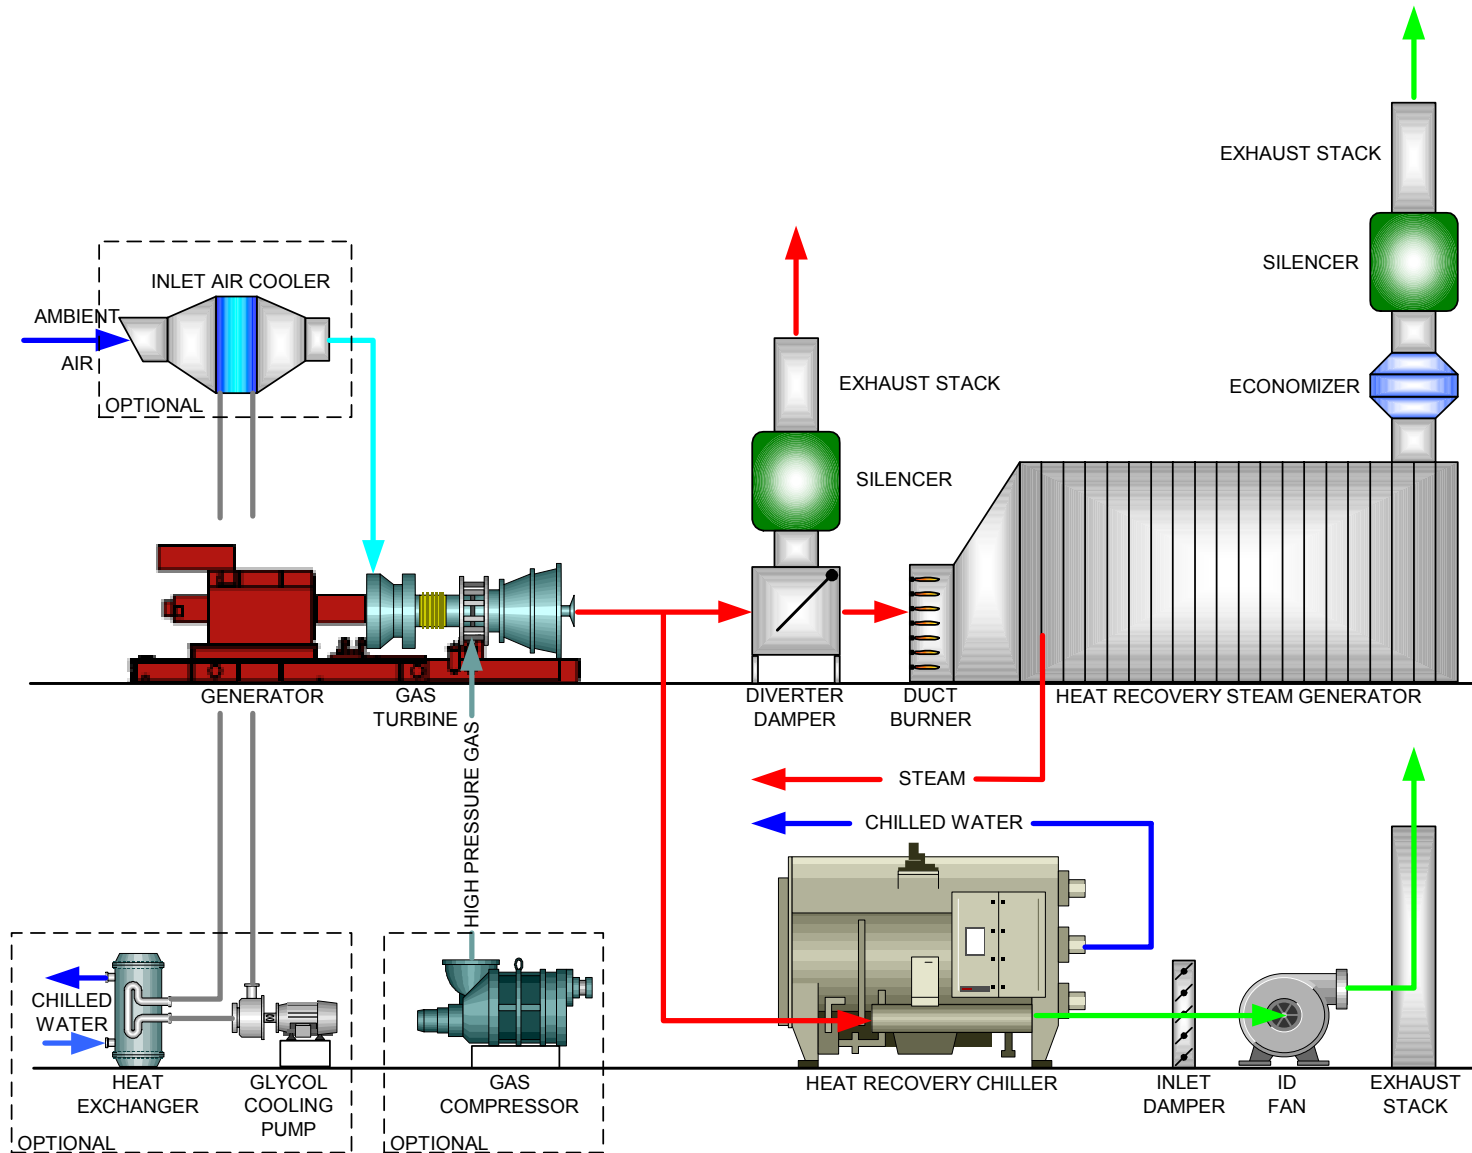 EXHAUST STACK
SILENCER
INLET AIR COOLER
AMBIENT
AIR
OPTIONAL
EXHAUST STACK
ECONOMIZER
SILENCER
GENERATOR
GAS
TURBINE
DIVERTER
DAMPER
DUCT
BURNER
HEAT RECOVERY STEAM GENERATOR
HIGH PRESSURE GAS
STEAM
CHILLED WATER
CHILLED
WATER
HEAT
EXCHANGER
GLYCOL
COOLING
PUMP
OPTIONAL
GAS
COMPRESSOR
OPTIONAL
HEAT RECOVERY CHILLER
INLET
DAMPER
ID
FAN
EXHAUST
STACK